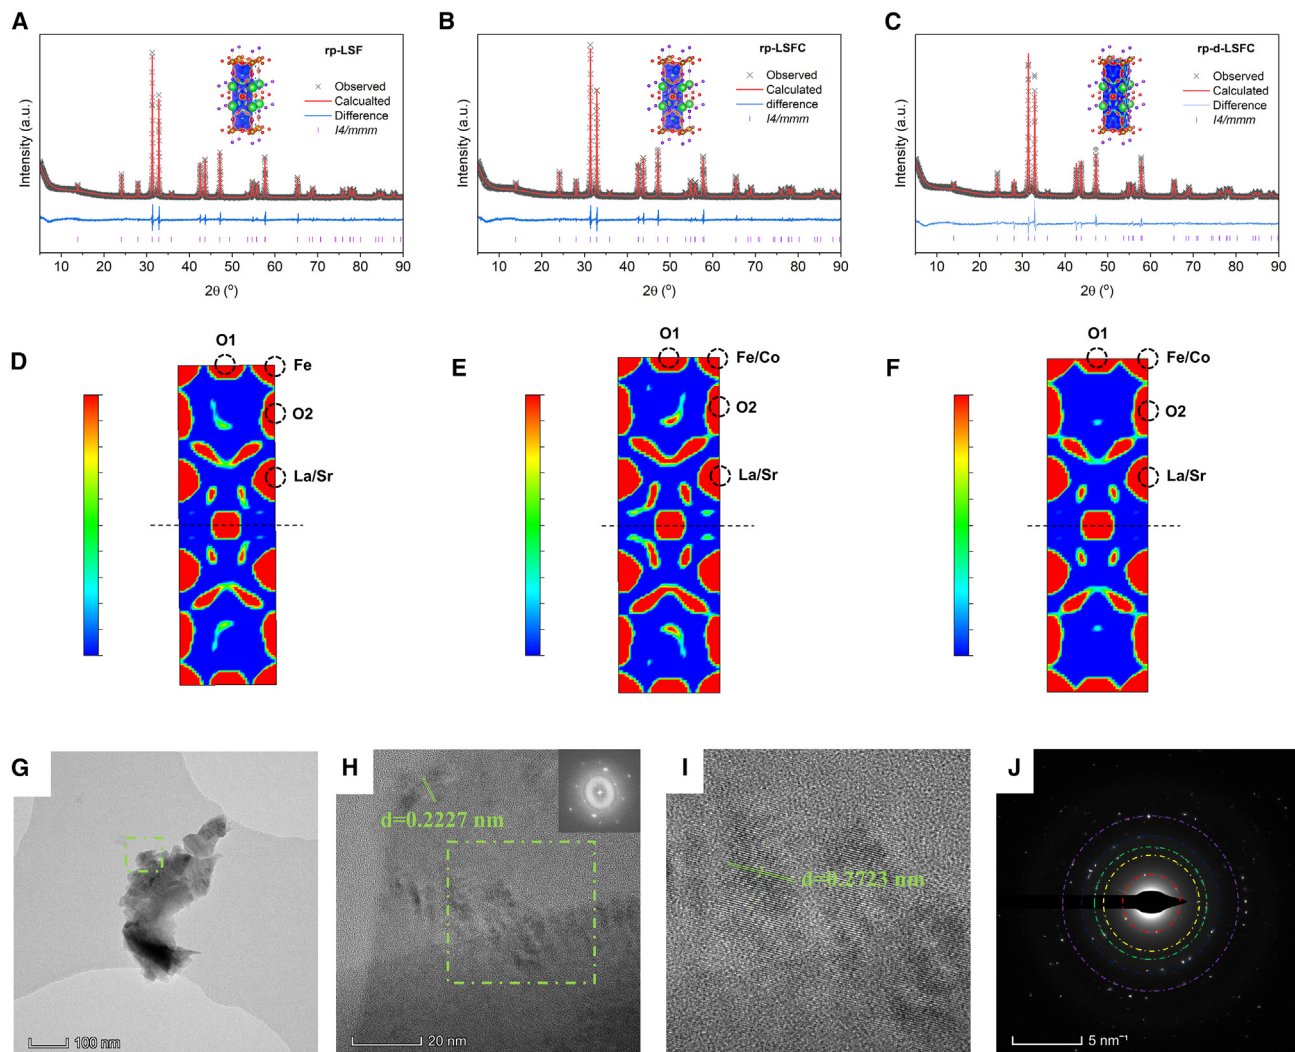 A
rp-LSF
Observed
Calcualted
Difference
I4/mmm
Intensity (a.u.)
10 20 30 40 50 60 70 80 90
2θ (°)
B
rp-LSFC
Observed
Calculated
difference
I4/mmm
Intensity (a.u.)
10 20 30 40 50 60 70 80 90
2θ (°)
C
rp-d-LSFC
Observed
Calculated
Difference
I4/mmm
Intensity (a.u.)
10 20 30 40 50 60 70 80 90
2θ (°)
D
O1
Fe
O2
La/Sr
E
O1
Fe/Co
O2
La/Sr
F
O1
Fe/Co
O2
La/Sr
G
100 nm
H
d=0.2227 nm
20 nm
I
d=0.2723 nm
J
5 nm⁻¹